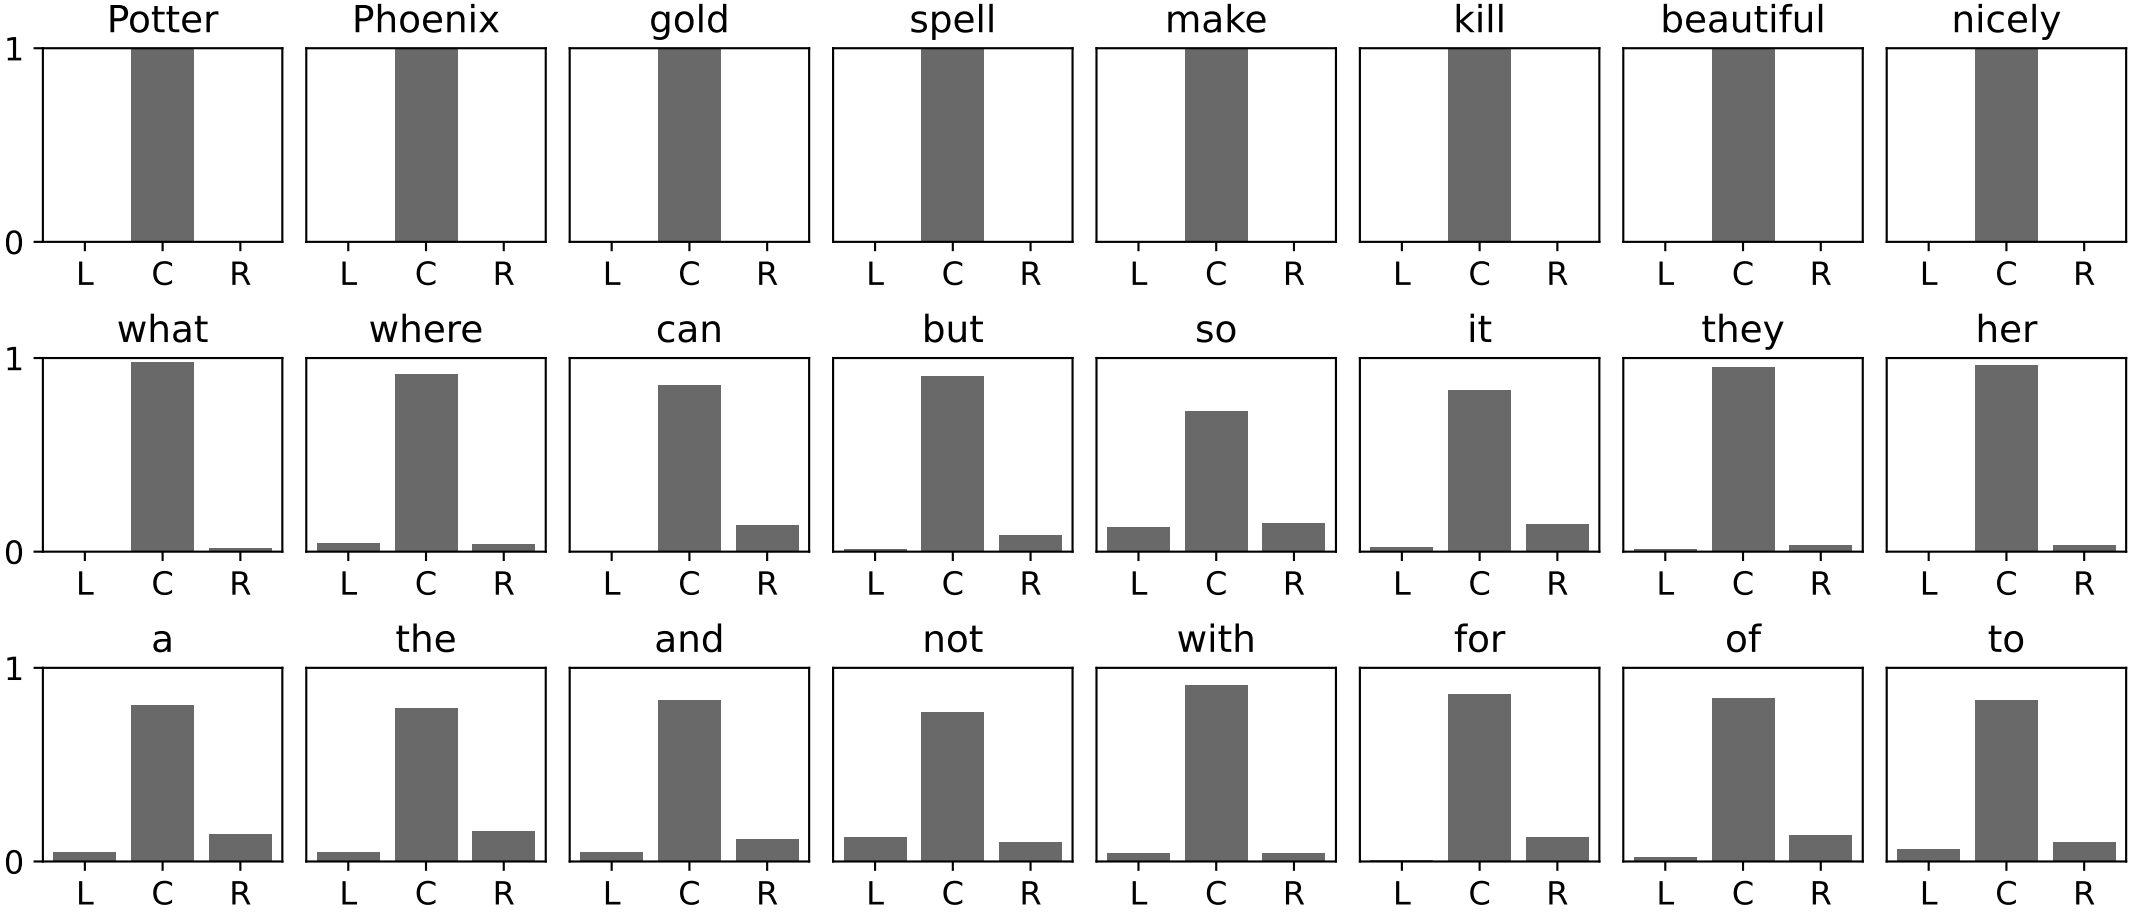 Potter Phoenix gold spell make kill beautiful nicely
1
0
L C R L C R L C R L C R L C R L C R L C R L C R
what where can but so it they her
1
0
L C R L C R L C R L C R L C R L C R L C R L C R
a the and not with for of to
1
0
L C R L C R L C R L C R L C R L C R L C R L C R